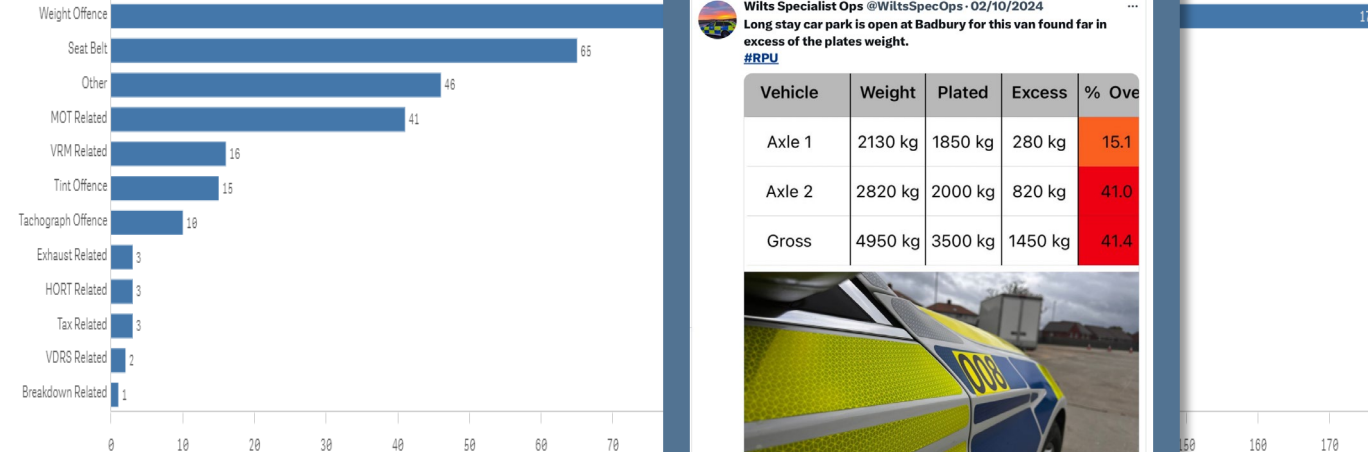 Weight Offence
Seat Belt 65
Other 46
MOT Related 41
VRM Related 16
Tint Offence 15
Tachograph Offence 10
Exhaust Related 3
HORT Related 3
Tax Related 3
VDRS Related 2
Breakdown Related 1
0 10 20 30 40 50 60 70
Wilts Specialist Ops @WiltsSpecOps · 02/10/2024 ...
Long stay car park is open at Badbury for this van found far in
excess of the plates weight.
#RPU
Vehicle Weight Plated Excess % Ove
Axle 1 2130 kg 1850 kg 280 kg 15.1
Axle 2 2820 kg 2000 kg 820 kg 41.0
Gross 4950 kg 3500 kg 1450 kg 41.4
008
150 160 170